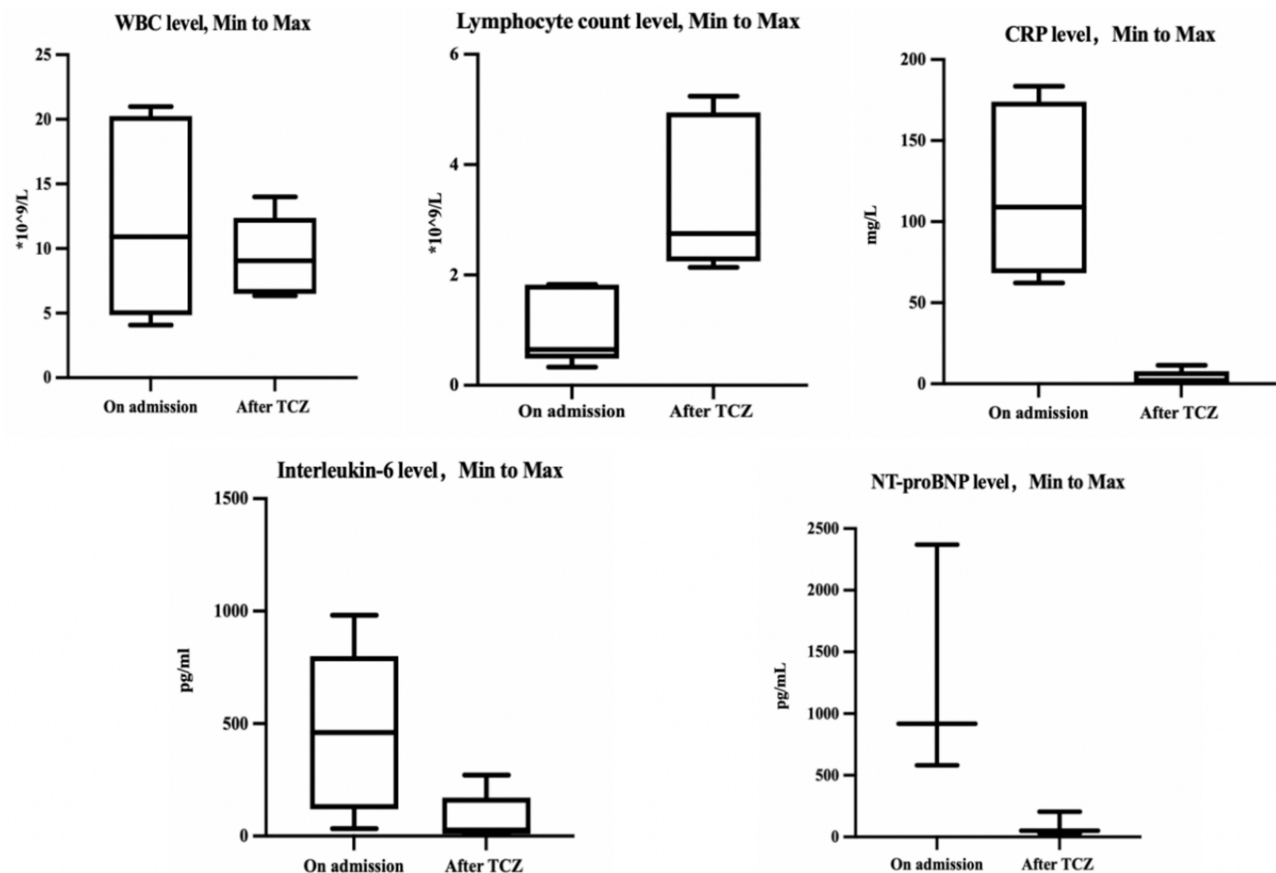 WBC level, Min to Max
25
20
15
10
5
0
*10^9/L
On admission
After TCZ
Lymphocyte count level, Min to Max
6
4
2
0
*10^9/L
On admission
After TCZ
CRP level，Min to Max
200
150
100
50
0
mg/L
On admission
After TCZ
Interleukin-6 level，Min to Max
1500
1000
500
0
pg/ml
On admission
After TCZ
NT-proBNP level，Min to Max
2500
2000
1500
1000
500
0
pg/mL
On admission
After TCZ